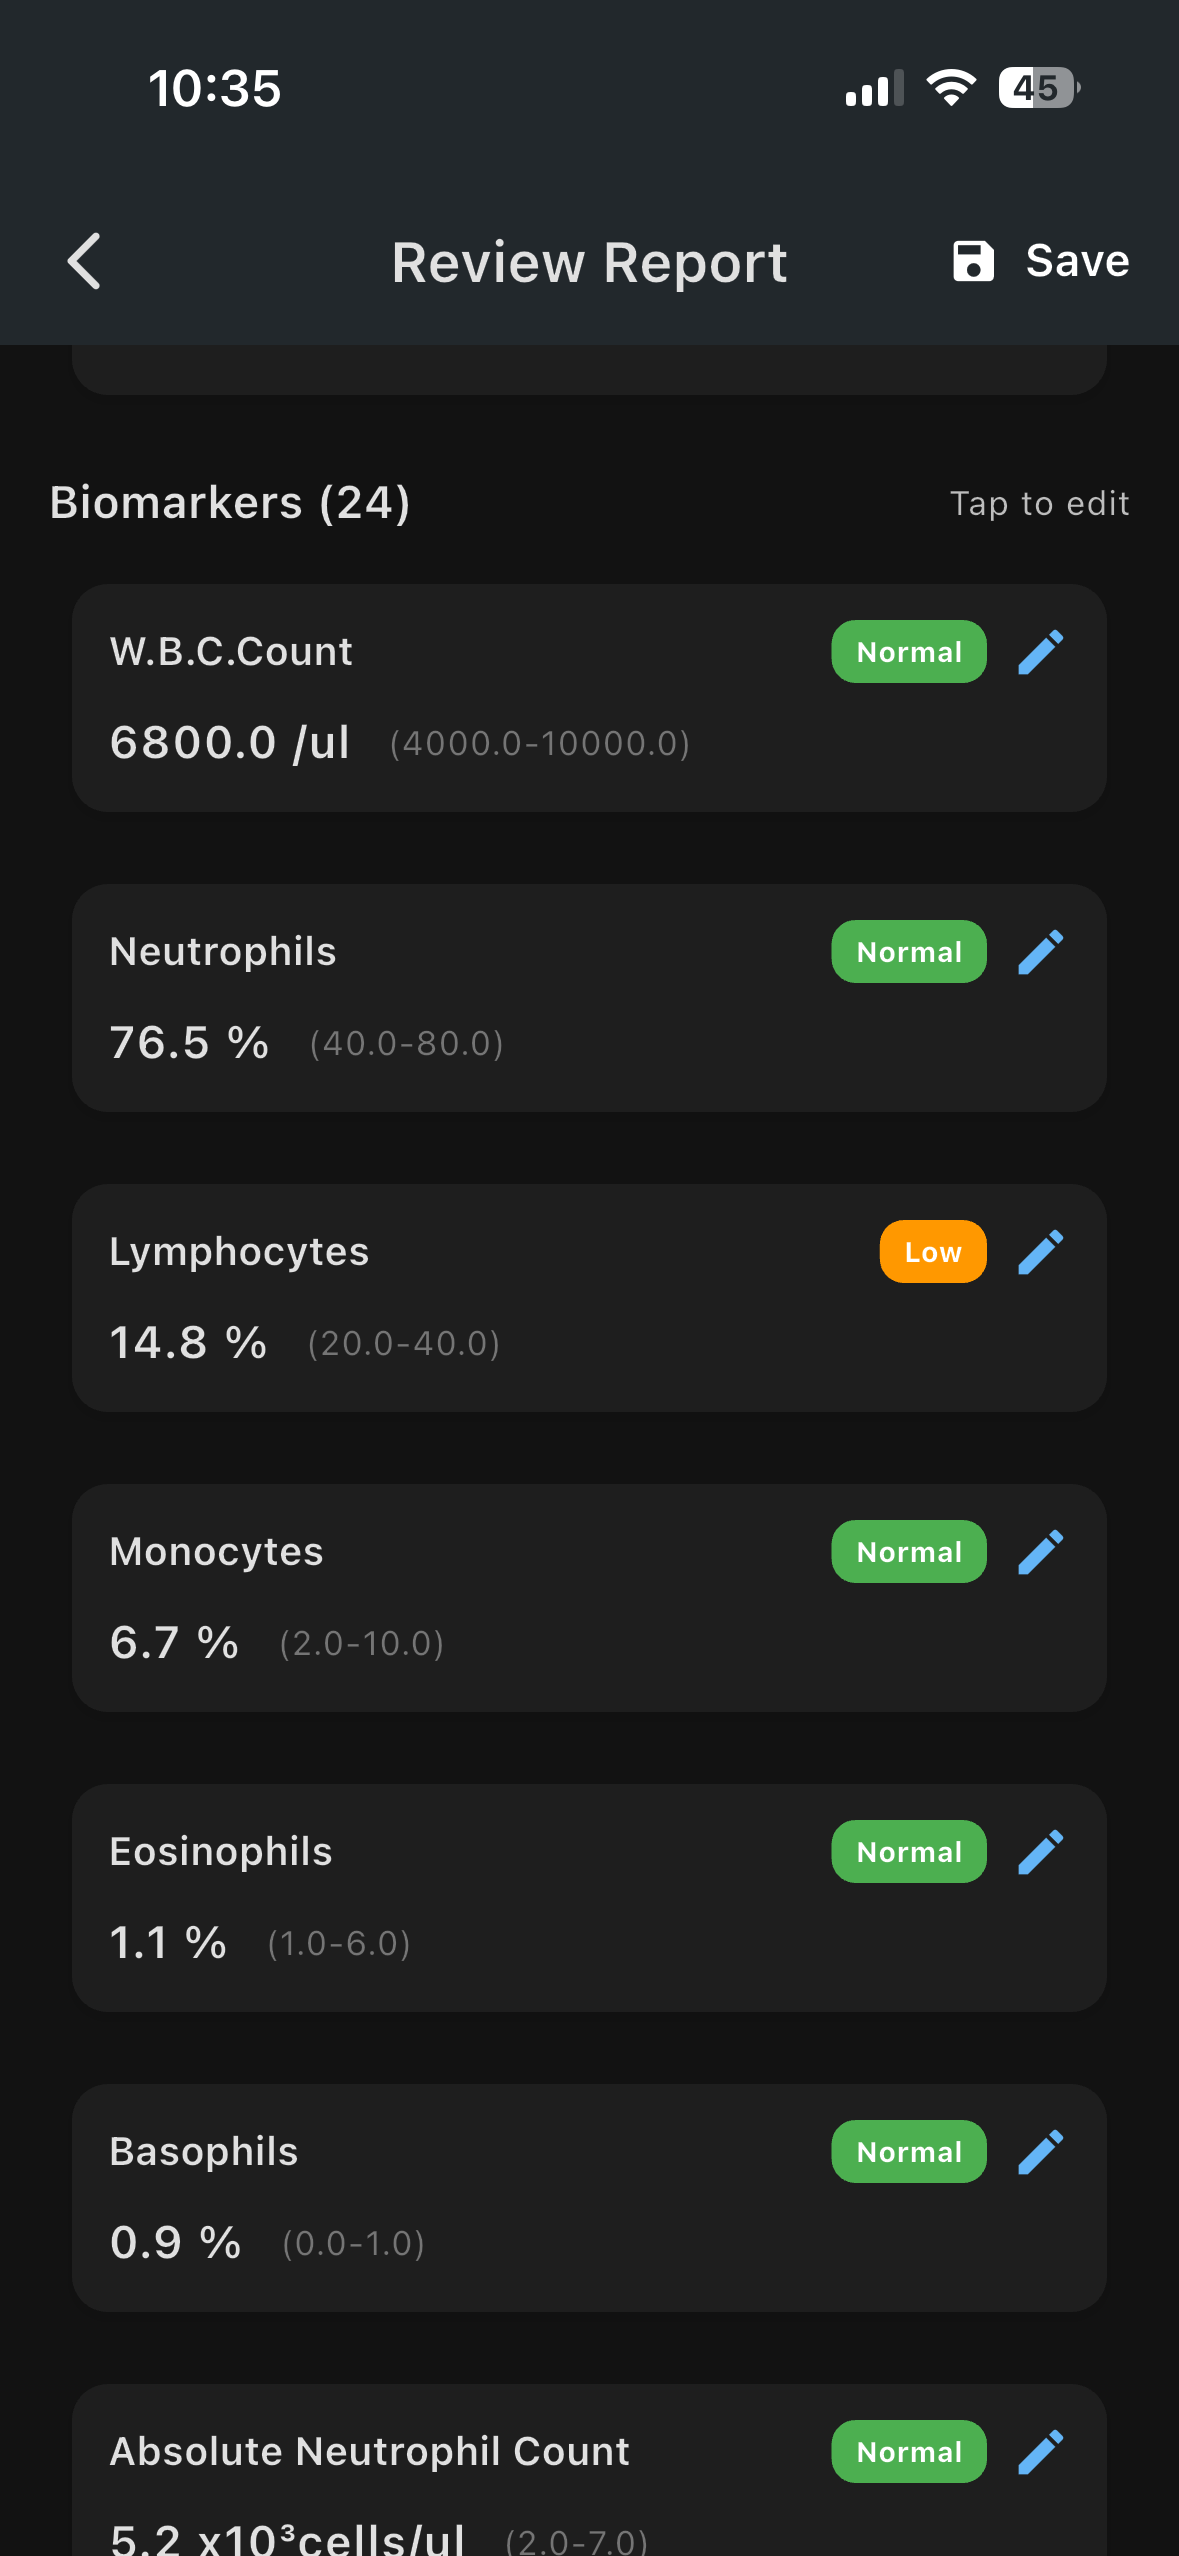 10:35
45
Review Report
Save
Biomarkers (24)
Tap to edit
W.B.C.Count
Normal
6800.0 /ul (4000.0-10000.0)
Neutrophils
Normal
76.5 % (40.0-80.0)
Lymphocytes
Low
14.8 % (20.0-40.0)
Monocytes
Normal
6.7 % (2.0-10.0)
Eosinophils
Normal
1.1 % (1.0-6.0)
Basophils
Normal
0.9 % (0.0-1.0)
Absolute Neutrophil Count
Normal
5.2 x10³cells/ul (2.0-7.0)